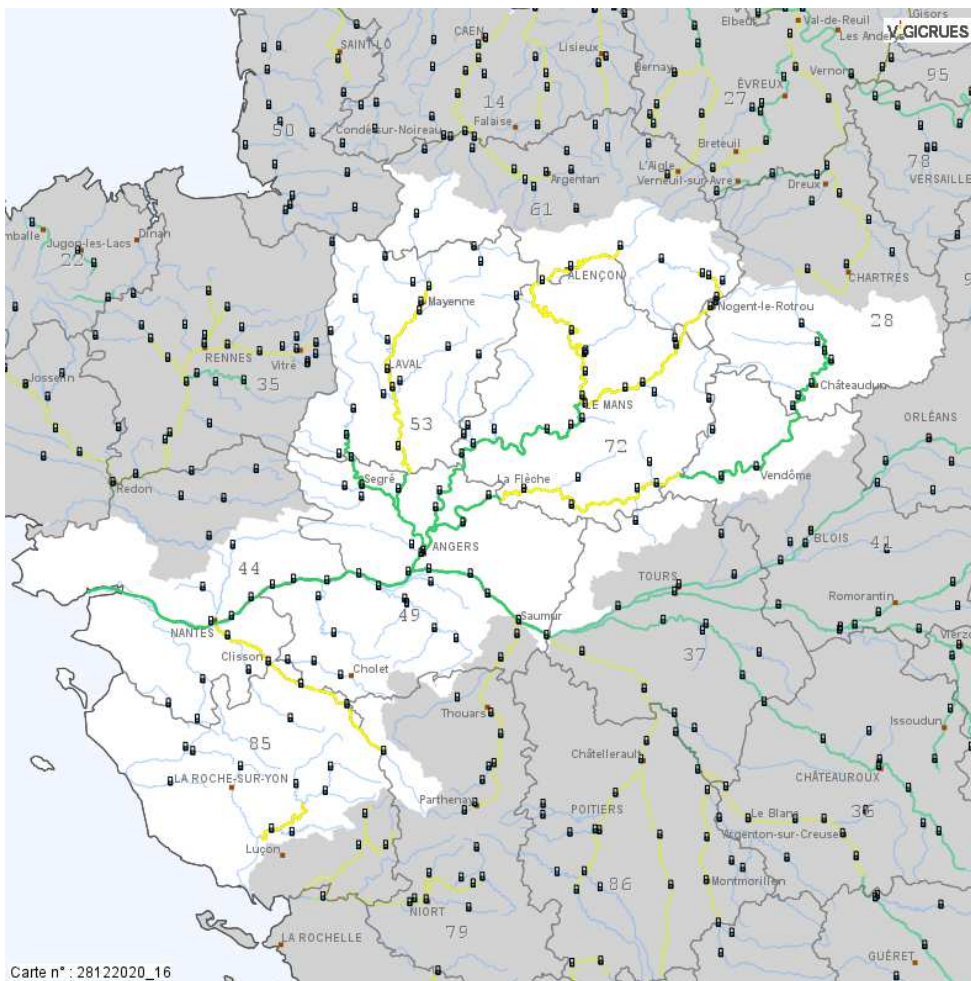 Elbeuf
Val-de-Reuil
Gisors
Les Andelys
VIGICRUES
SAINT-LÔ
CAEN
Lisieux
Bernay
ÉVREUX
Vernon
95
14
27
50
Condé-sur-Noireau
Falaise
Breteuil
78
L'Aigle
Verneuil-sur-Avre
Dreux
VERSAILLE
Argentan
61
Dinan
Jugon-les-Lacs
22
CHARTRES
ALENÇON
Mayenne
Nogent-le-Rotrou
28
RENNES
Vitré
LAVAL
Josselin
35
Châteaudun
LE MANS
ORLÉANS
53
72
Segré
La Flèche
Vendôme
Redon
ANGERS
BLOIS
41
44
TOURS
Romorantin
49
Saumur
NANTES
Vierzo
37
Clisson
Cholet
Thouars
Issoudun
85
Châtellerault
LA ROCHE-SUR-YON
CHÂTEAUROUX
Parthenay
POITIERS
Le Blanc
36
Argenton-sur-Creuse
Luçon
86
Montmorillon
NIORT
79
LA ROCHELLE
GUÉRET
Carte n° : 28122020_16